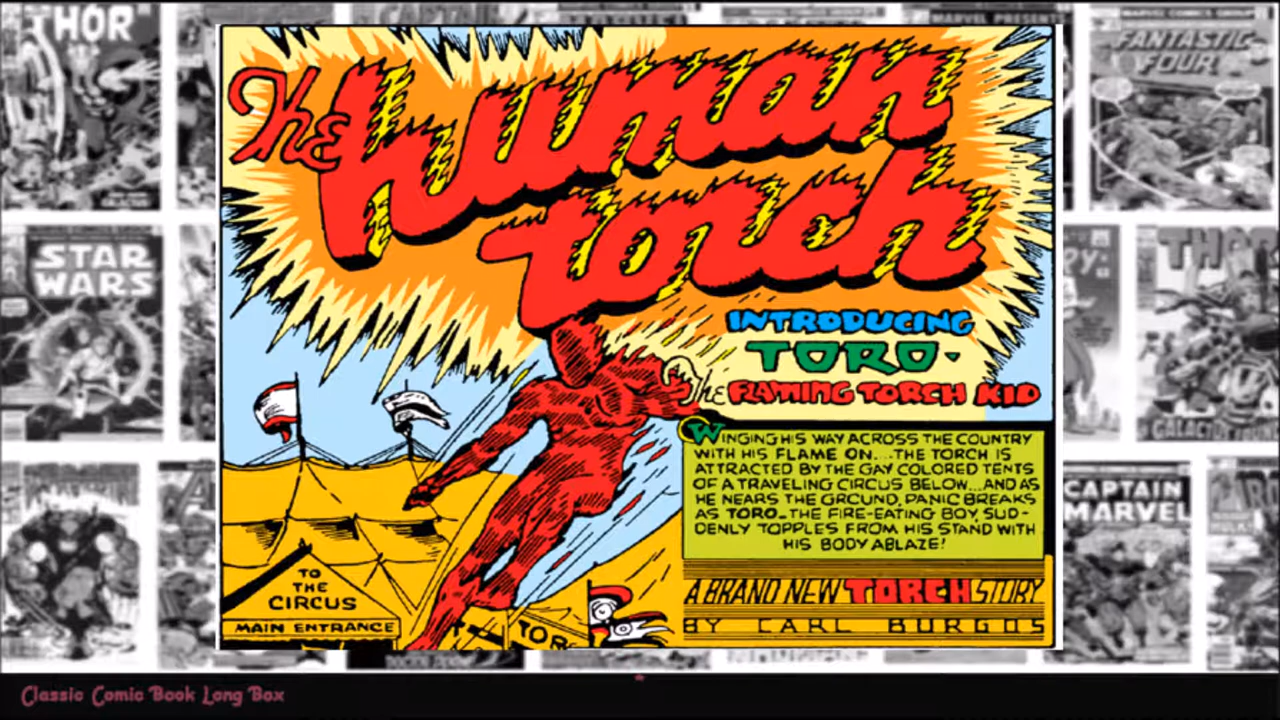 THOR
FANTASTIC
FOUR
STAR
WARS
THOR
GALACTUS
CAPTAIN
MARVEL
The
human
torch
INTRODUCING
TORO.
The FLAMING TORCH KID
WINGING HIS WAY ACROSS THE COUNTRY
WITH HIS FLAME ON....THE TORCH IS
ATTRACTED BY THE GAY COLORED TENTS
OF A TRAVELING CIRCUS BELOW...AND AS
HE NEARS THE GROUND, PANIC BREAKS
AS TORO...THE FIRE-EATING BOY, SUD-
DENLY TOPPLES FROM HIS STAND WITH
HIS BODY ABLAZE!
A BRAND NEW TORCH STORY
BY CARL BURGOS
TO
THE
CIRCUS
MAIN ENTRANCE
TOR
Classic Comic Book Long Box